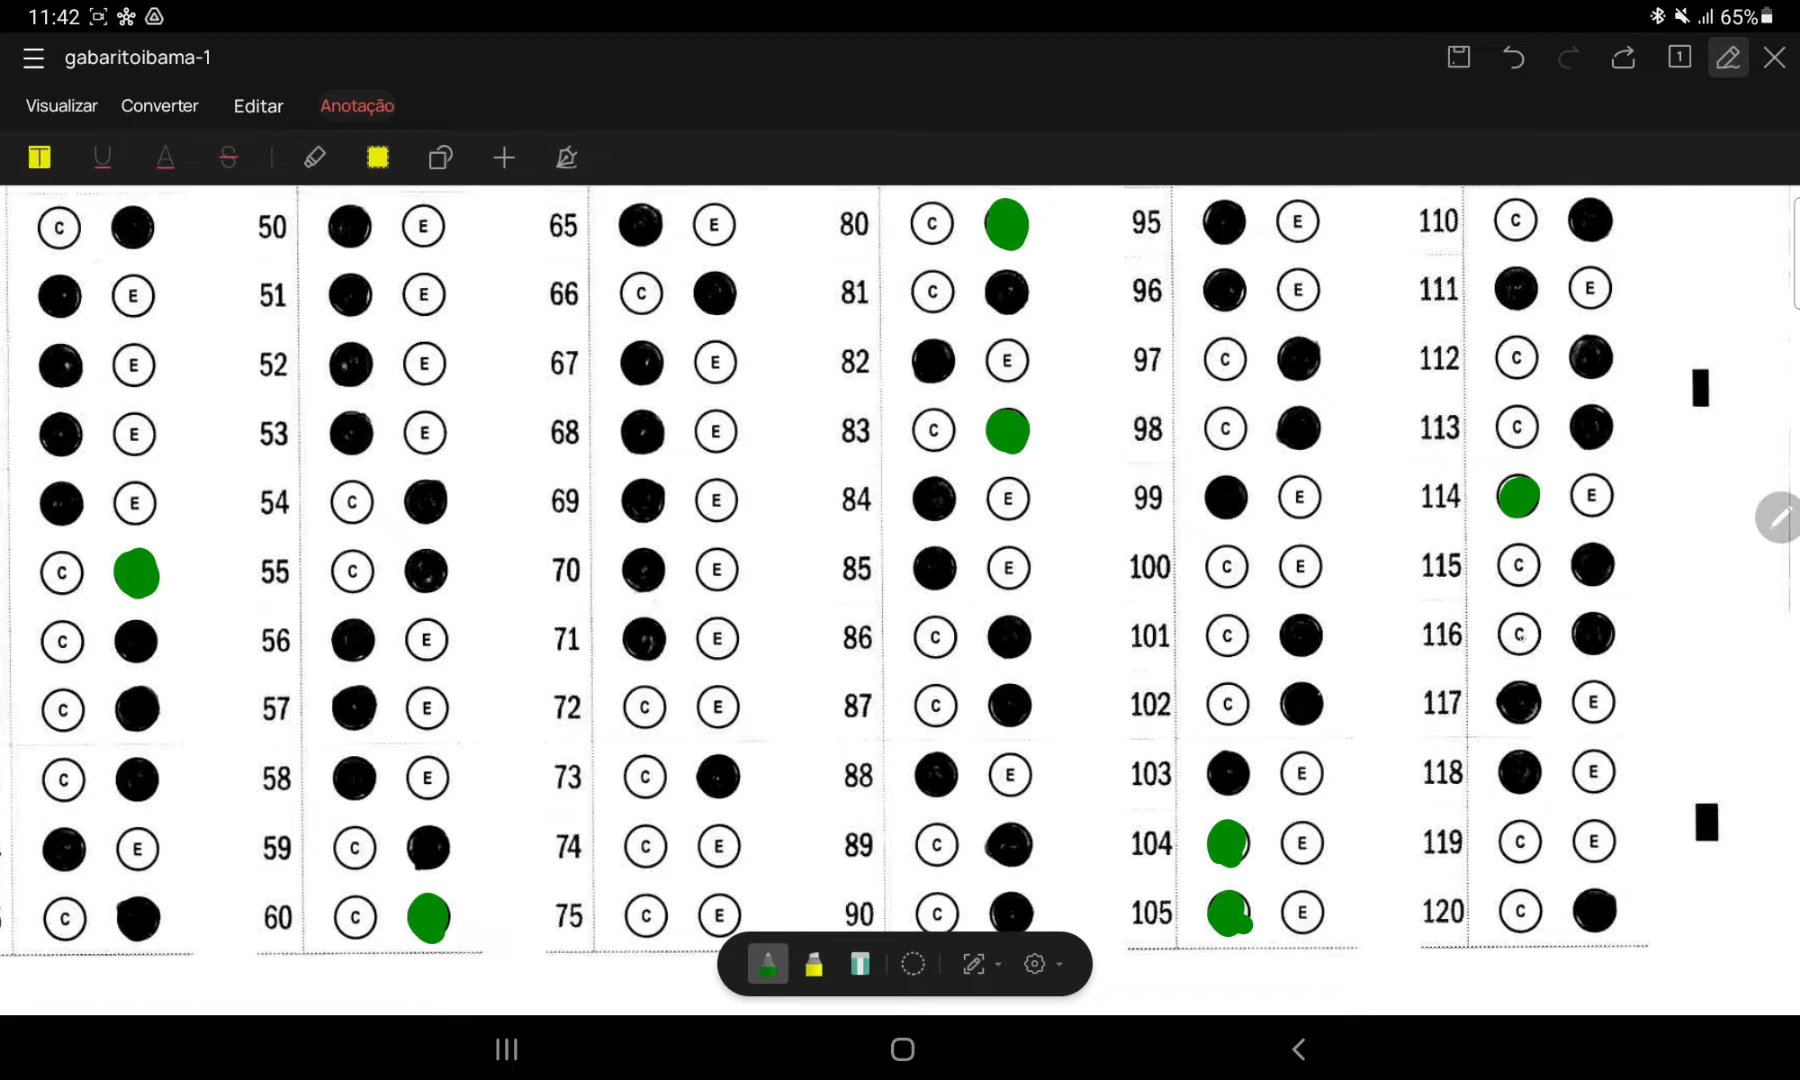 11:42 65%
gabaritoibama-1 1
Visualizar Converter Editar Anotação
T U A S
C 50 E 65 E 80 C 95 E 110 C
E 51 E 66 C 81 C 96 E 111 E
E 52 E 67 E 82 E 97 C 112 C
E 53 E 68 E 83 C 98 C 113 C
E 54 C 69 E 84 E 99 E 114 E
C 55 C 70 E 85 E 100 C E 115 C
C 56 E 71 E 86 C 101 C 116 C
C 57 E 72 C E 87 C 102 C 117 E
C 58 E 73 C 88 E 103 E 118 E
E 59 C 74 C E 89 C 104 E 119 C E
C 60 C 75 C E 90 C 105 E 120 C